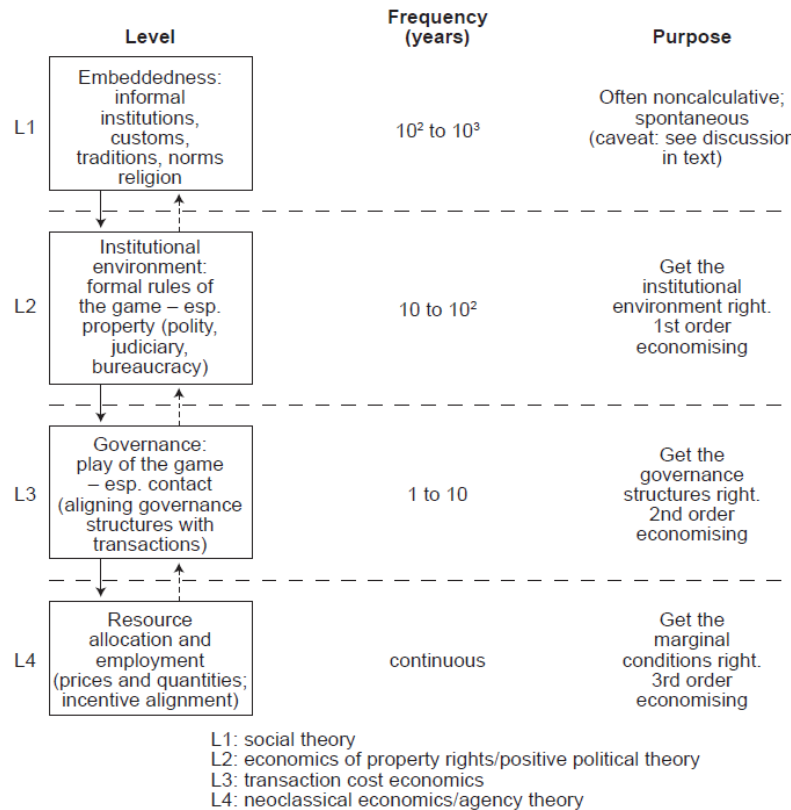 Level
Frequency
(years)
Purpose
L1
Embeddedness:
informal
institutions,
customs,
traditions, norms
religion
10² to 10³
Often noncalculative;
spontaneous
(caveat: see discussion
in text)
L2
Institutional
environment:
formal rules of
the game – esp.
property (polity,
judiciary,
bureaucracy)
10 to 10²
Get the
institutional
environment right.
1st order
economising
L3
Governance:
play of the game
– esp. contact
(aligning governance
structures with
transactions)
1 to 10
Get the
governance
structures right.
2nd order
economising
L4
Resource
allocation and
employment
(prices and quantities;
incentive alignment)
continuous
Get the
marginal
conditions right.
3rd order
economising
L1: social theory
L2: economics of property rights/positive political theory
L3: transaction cost economics
L4: neoclassical economics/agency theory